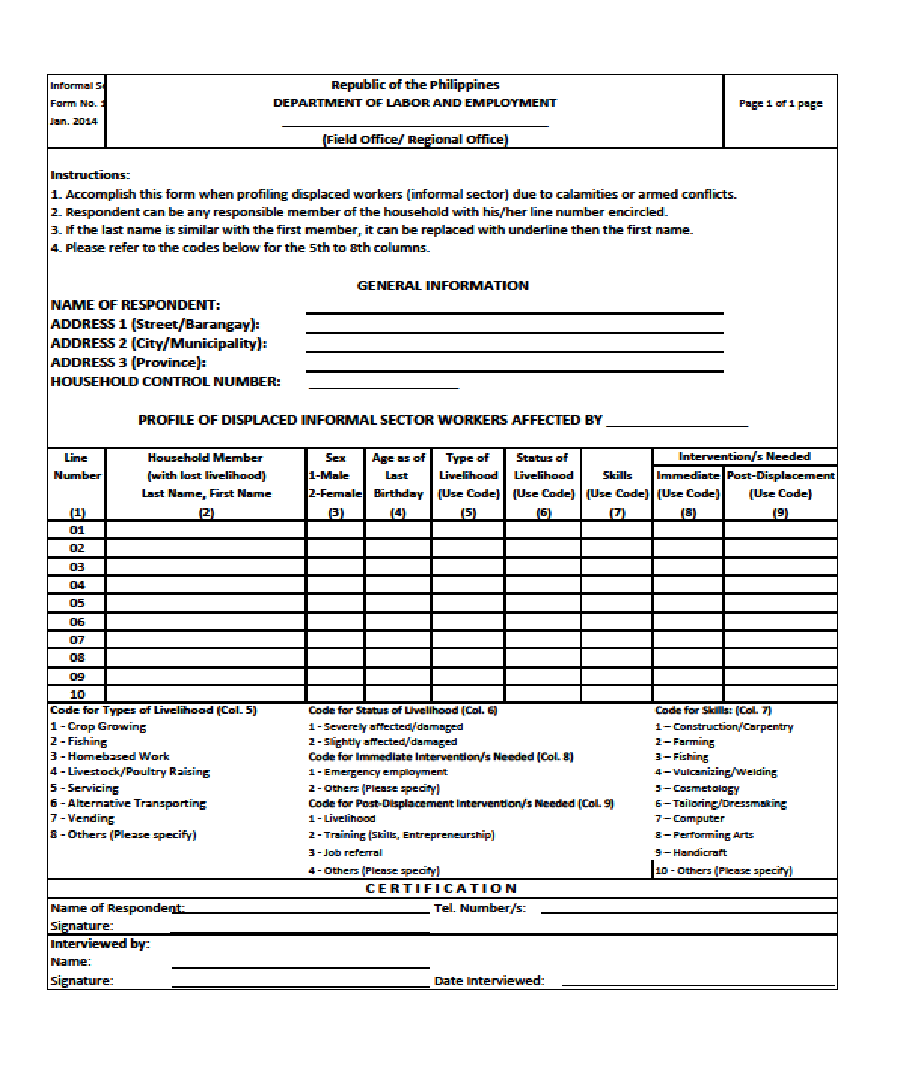 Informal S
Form No. 1
Jan. 2014
Republic of the Philippines
DEPARTMENT OF LABOR AND EMPLOYMENT
(Field Office/ Regional Office)
Page 1 of 1 page
Instructions:
1. Accomplish this form when profiling displaced workers (informal sector) due to calamities or armed conflicts.
2. Respondent can be any responsible member of the household with his/her line number encircled.
3. If the last name is similar with the first member, it can be replaced with underline then the first name.
4. Please refer to the codes below for the 5th to 8th columns.
GENERAL INFORMATION
NAME OF RESPONDENT:
ADDRESS 1 (Street/Barangay):
ADDRESS 2 (City/Municipality):
ADDRESS 3 (Province):
HOUSEHOLD CONTROL NUMBER:
PROFILE OF DISPLACED INFORMAL SECTOR WORKERS AFFECTED BY
Line Number (1)
Household Member (with lost livelihood) Last Name, First Name (2)
Sex 1-Male 2-Female (3)
Age as of Last Birthday (4)
Type of Livelihood (Use Code) (5)
Status of Livelihood (Use Code) (6)
Skills (Use Code) (7)
Intervention/s Needed
Immediate (Use Code) (8)
Post-Displacement (Use Code) (9)
01
02
03
04
05
06
07
08
09
10
Code for Types of Livelihood (Col. 5)
1 - Crop Growing
2 - Fishing
3 - Homebased Work
4 - Livestock/Poultry Raising
5 - Servicing
6 - Alternative Transporting
7 - Vending
8 - Others (Please specify)
Code for Status of Livelihood (Col. 6)
1 - Severely affected/damaged
2 - Slightly affected/damaged
Code for Immediate Intervention/s Needed (Col. 8)
1 - Emergency employment
2 - Others (Please specify)
Code for Post-Displacement Intervention/s Needed (Col. 9)
1 - Livelihood
2 - Training (Skills, Entrepreneurship)
3 - Job referral
4 - Others (Please specify)
Code for Skills: (Col. 7)
1 – Construction/Carpentry
2 – Farming
3 – Fishing
4 – Vulcanizing/Welding
5 – Cosmetology
6 – Tailoring/Dressmaking
7 – Computer
8 – Performing Arts
9 – Handicraft
10 - Others (Please specify)
CERTIFICATION
Name of Respondent:
Tel. Number/s:
Signature:
Interviewed by:
Name:
Signature:
Date Interviewed: